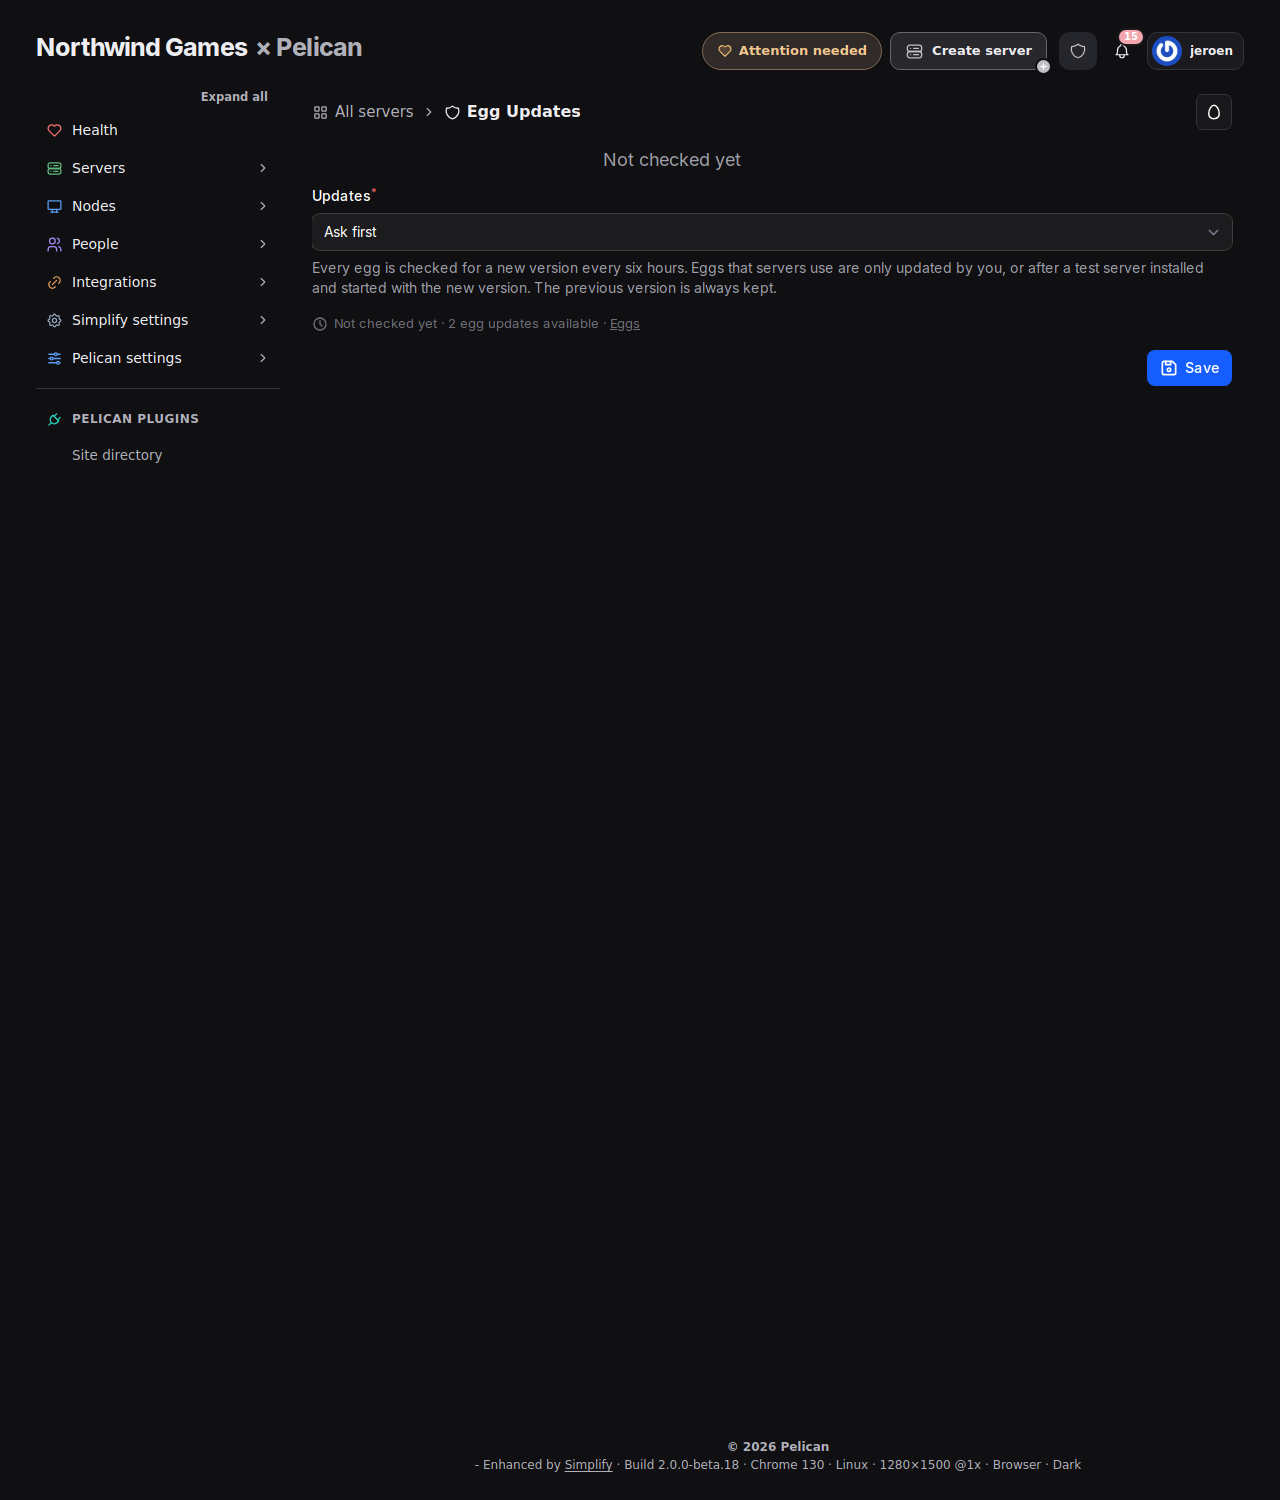 Northwind Games × Pelican
Attention needed
Create server
15
jeroen
Expand all
Health
Servers
Nodes
People
Integrations
Simplify settings
Pelican settings
PELICAN PLUGINS
Site directory
All servers > Egg Updates
Not checked yet
Updates*
Ask first
Every egg is checked for a new version every six hours. Eggs that servers use are only updated by you, or after a test server installed
and started with the new version. The previous version is always kept.
Not checked yet · 2 egg updates available · Eggs
Save
© 2026 Pelican
- Enhanced by Simplify · Build 2.0.0-beta.18 · Chrome 130 · Linux · 1280×1500 @1x · Browser · Dark